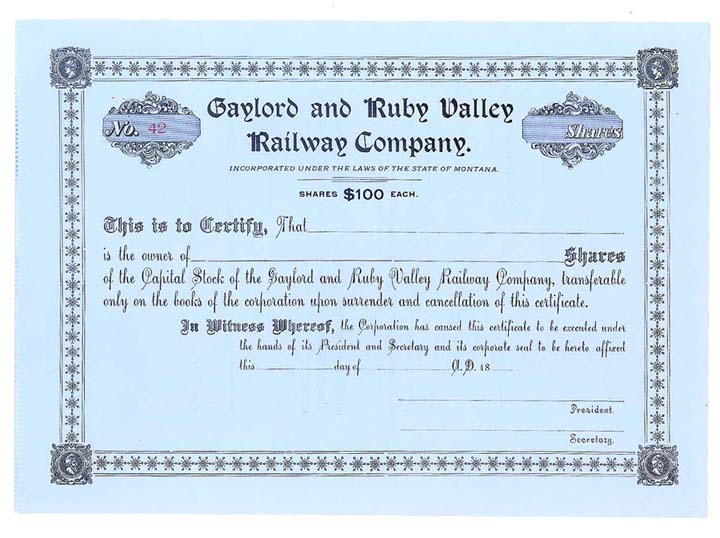 Gaylord and Ruby Valley
Railway Company.
No. 42
Shares
INCORPORATED UNDER THE LAWS OF THE STATE OF MONTANA.
SHARES $100 EACH.
This is to Certify, That
is the owner of Shares
of the Capital Stock of the Gaylord and Ruby Valley Railway Company, transferable
only on the books of the corporation upon surrender and cancellation of this certificate.
In Witness Whereof, the Corporation has caused this certificate to be executed under
the hands of its President and Secretary and its corporate seal to be hereto affixed
this day of A.D. 18
President.
Secretary.